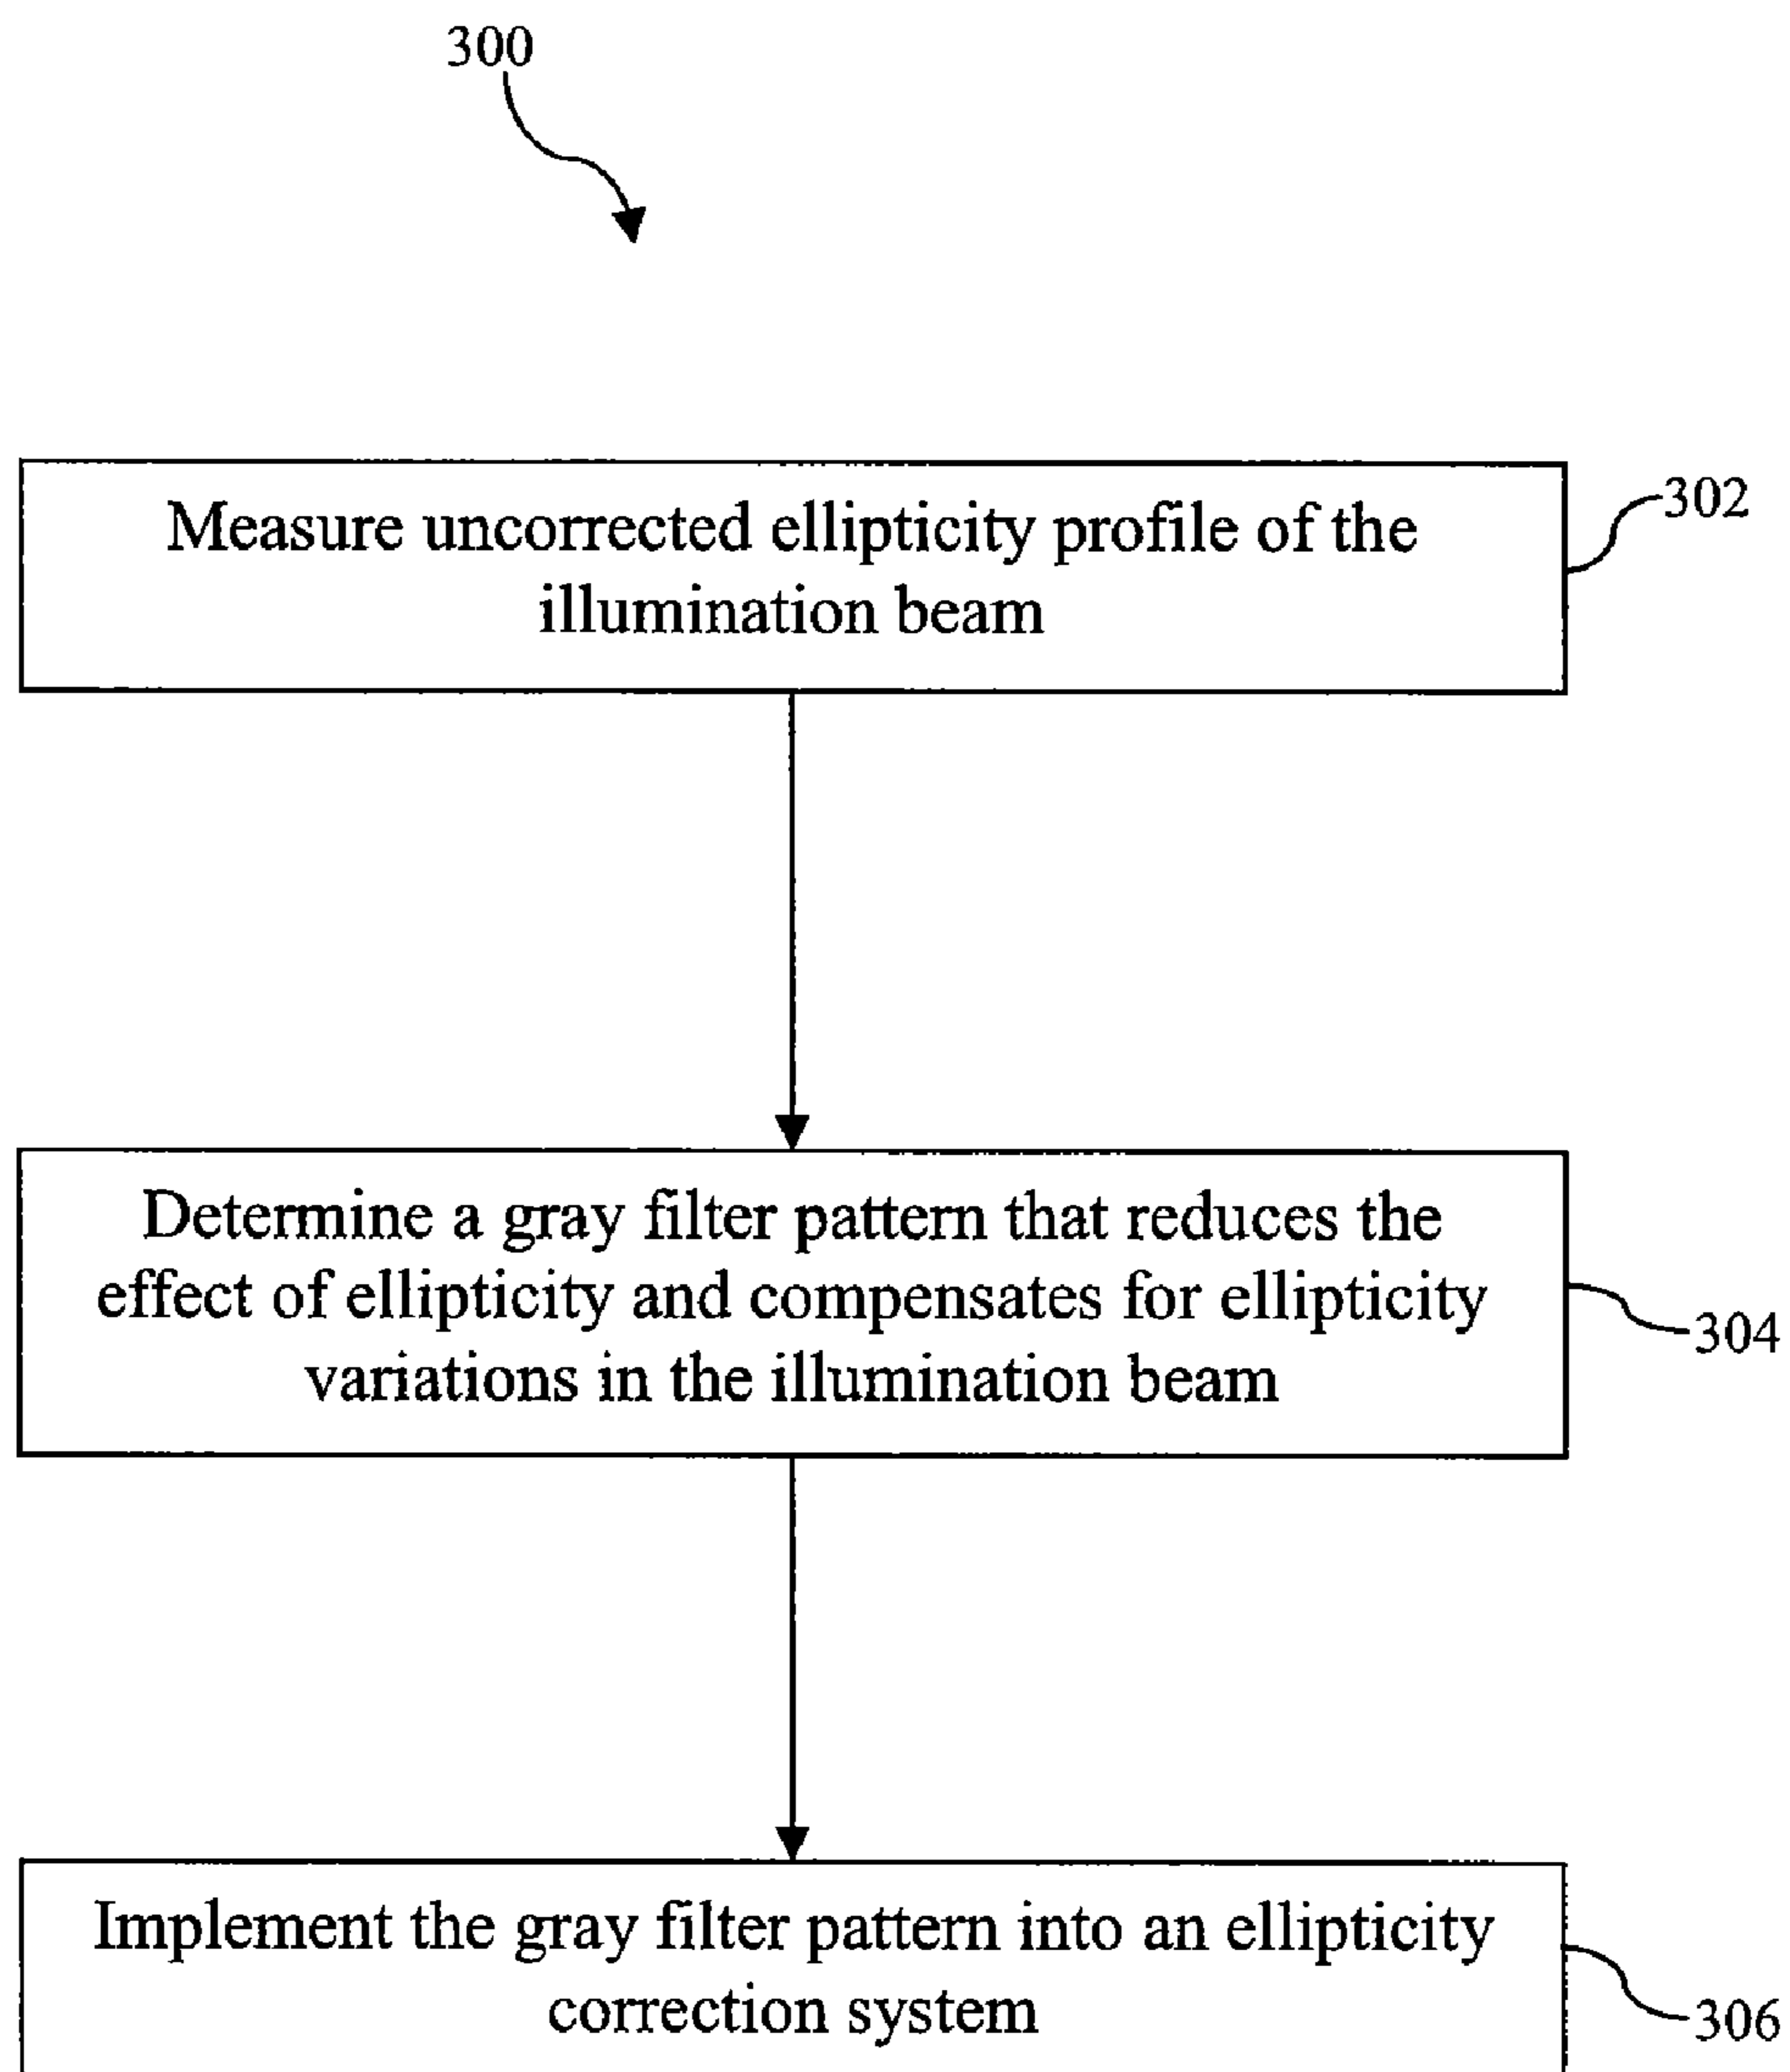 300
Measure uncorrected ellipticity profile of the
illumination beam
302
Determine a gray filter pattern that reduces the
effect of ellipticity and compensates for ellipticity
variations in the illumination beam
304
Implement the gray filter pattern into an ellipticity
correction system
306